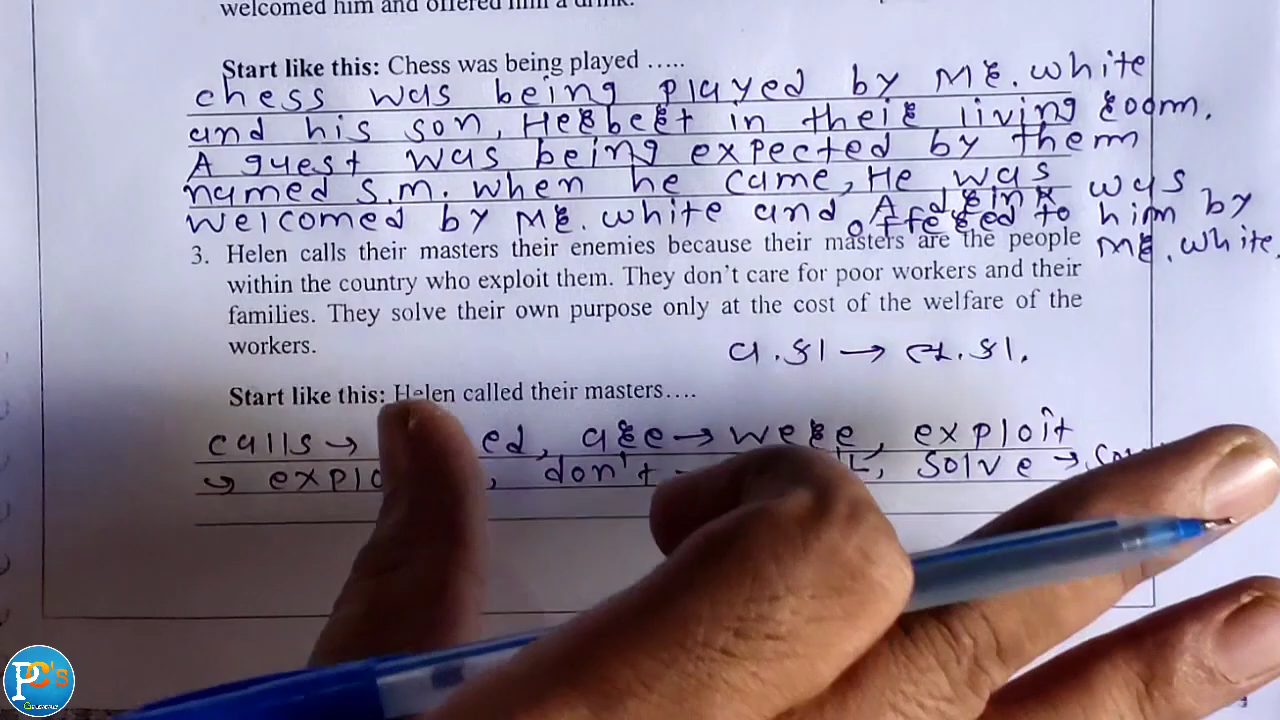 welcomed him and offered him a drink.
Start like this: Chess was being played .....
chess was being played by Mr. white
and his son, Herbert in their living room.
A guest was being expected by them
named S.M. when he came, He was
welcomed by Mr. white and A drink was
offered to him by
Mr. white.
3. Helen calls their masters their enemies because their masters are the people
within the country who exploit them. They don't care for poor workers and their
families. They solve their own purpose only at the cost of the welfare of the
workers.
Start like this: Helen called their masters....
calls → ed, are → were, exploit
→ don't solve →